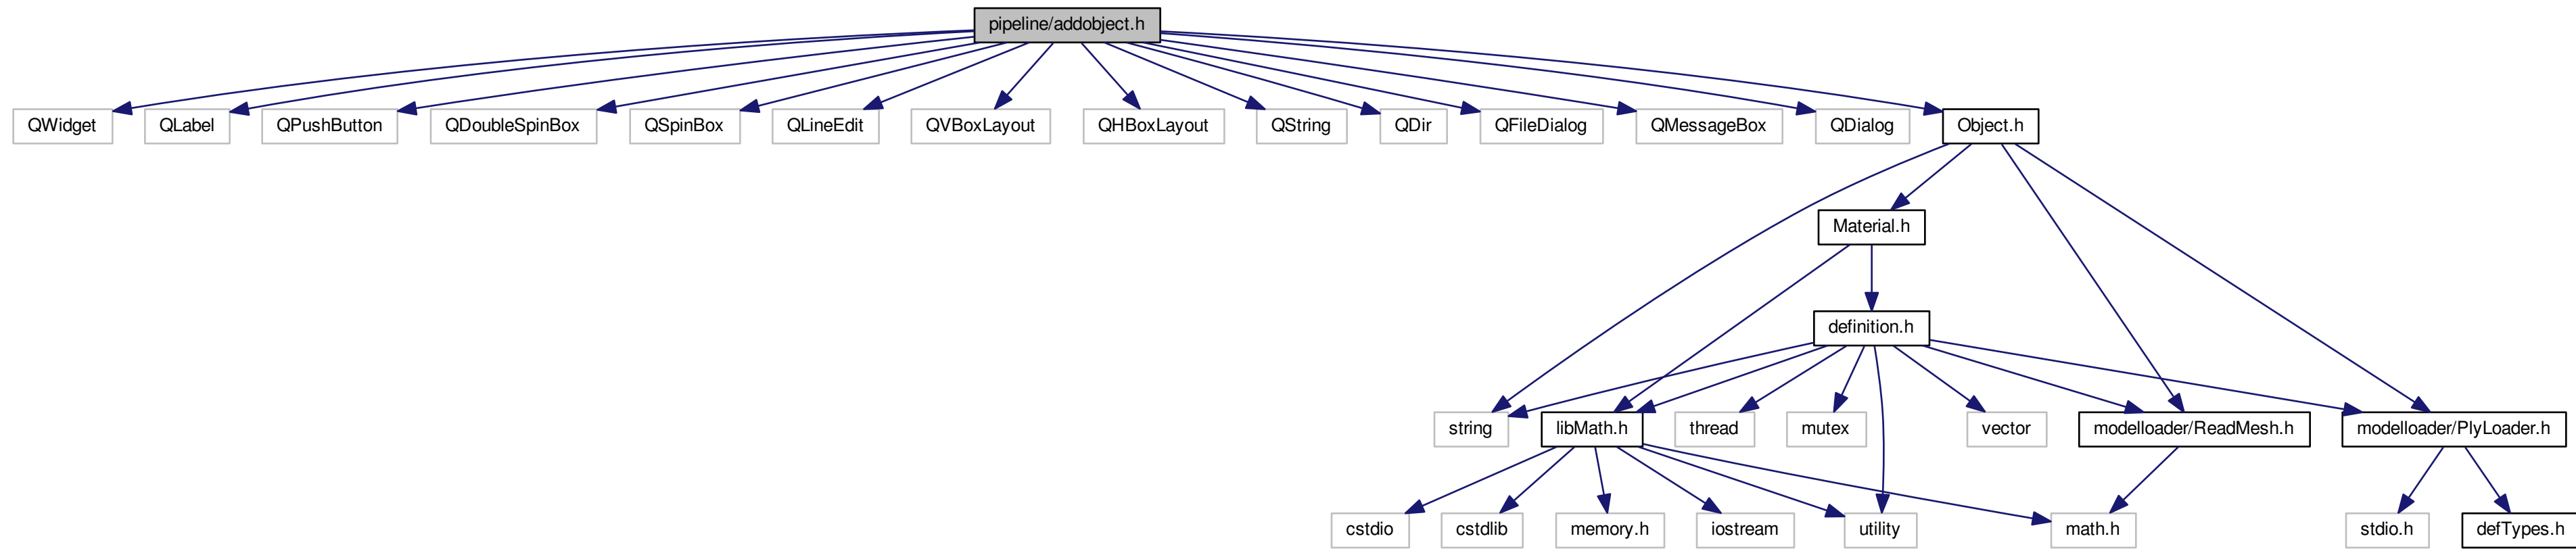 pipeline/addobject.h
QWidget
QLabel
QPushButton
QDoubleSpinBox
QSpinBox
QLineEdit
QVBoxLayout
QHBoxLayout
QString
QDir
QFileDialog
QMessageBox
QDialog
Object.h
Material.h
definition.h
string
libMath.h
thread
mutex
vector
modelloader/ReadMesh.h
modelloader/PlyLoader.h
cstdio
cstdlib
memory.h
iostream
utility
math.h
stdio.h
defTypes.h